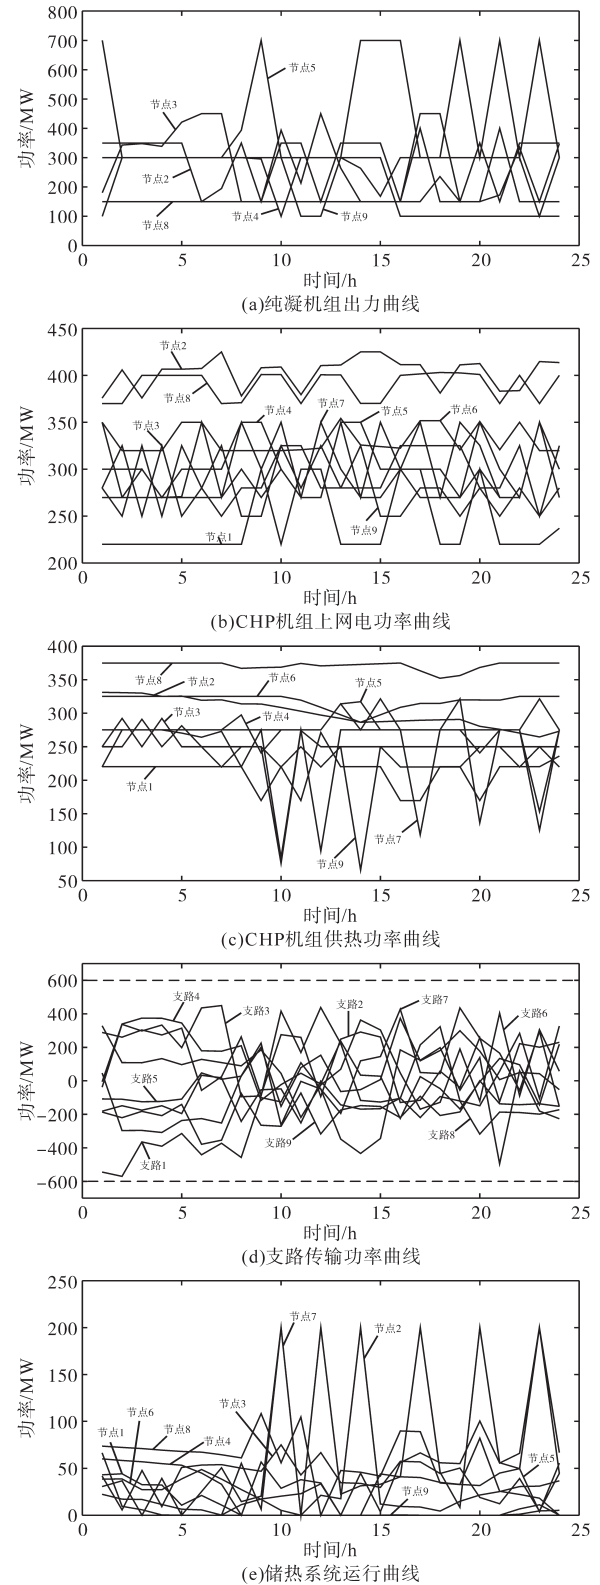 800
700
600
500
400
300
200
100
0
功率/MW
节点5
节点3
节点2
节点4
节点9
节点8
0 5 10 15 20 25
时间/h
(a)纯凝机组出力曲线
450
400
350
300
250
200
功率/MW
节点2
节点8
节点3
节点4
节点7
节点5
节点6
节点1
节点9
0 5 10 15 20 25
时间/h
(b)CHP机组上网电功率曲线
400
350
300
250
200
150
100
50
功率/MW
节点8
节点2
节点6
节点5
节点3
节点4
节点1
节点7
节点9
0 5 10 15 20 25
时间/h
(c)CHP机组供热功率曲线
600
400
200
0
−200
−400
−600
功率/MW
支路4
支路3
支路2
支路7
支路6
支路5
支路1
支路9
支路8
0 5 10 15 20 25
时间/h
(d)支路传输功率曲线
250
200
150
100
50
0
功率/MW
节点7
节点2
节点3
节点6
节点1
节点8
节点4
节点5
节点9
0 5 10 15 20 25
时间/h
(e)储热系统运行曲线